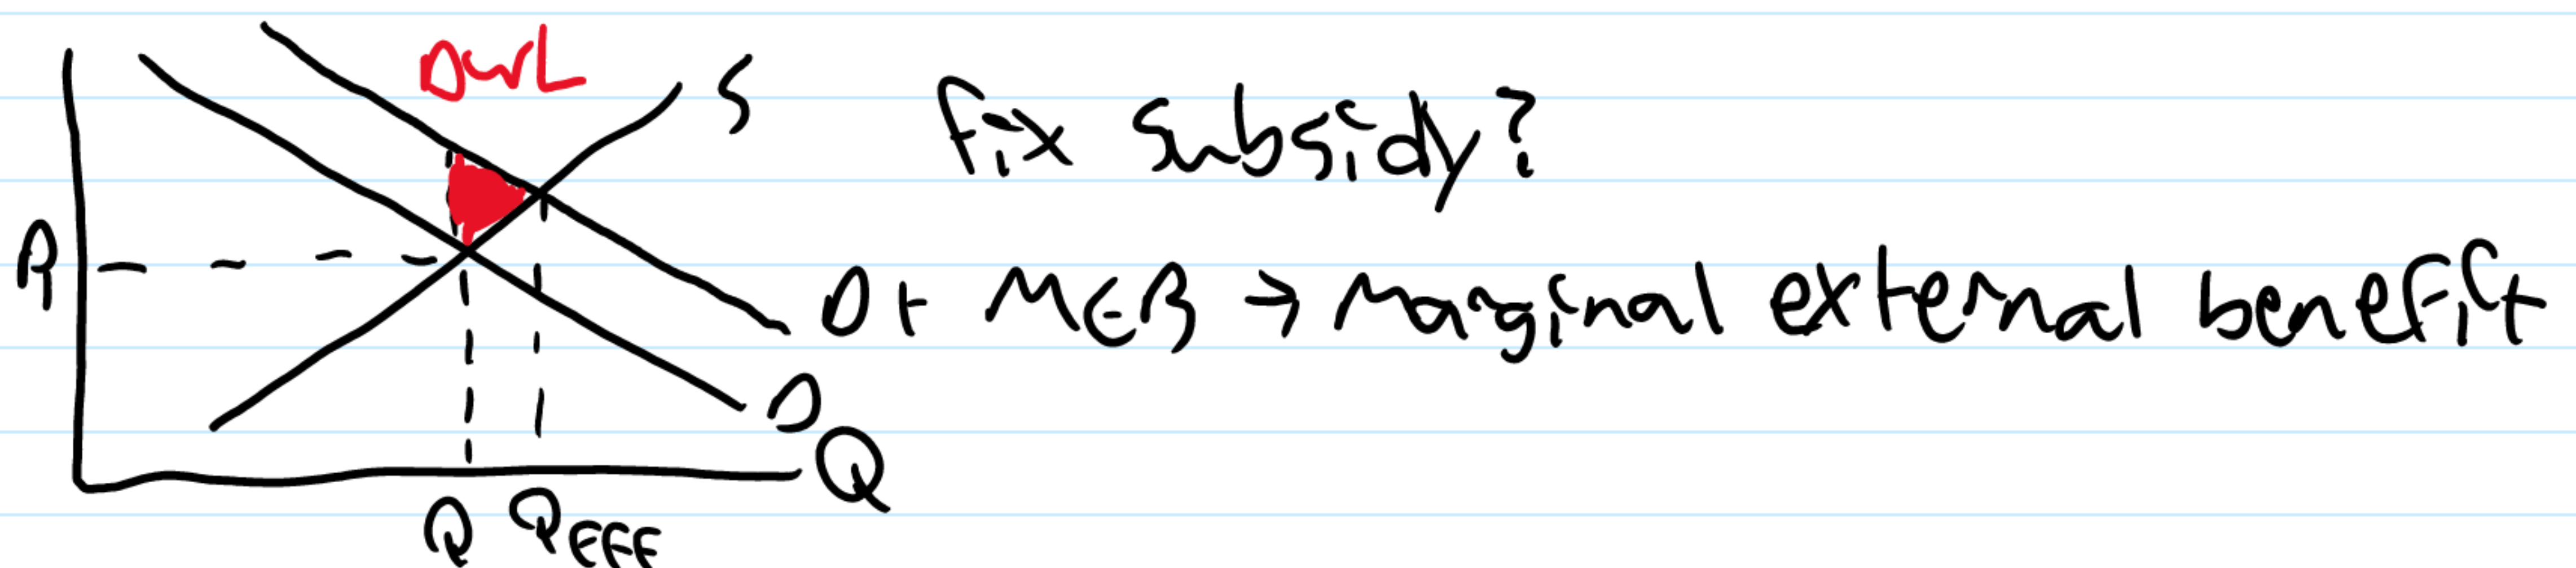 DWL
S
Fix subsidy?
P
D + MEB → Marginal external benefit
D
Q
Q QEFF